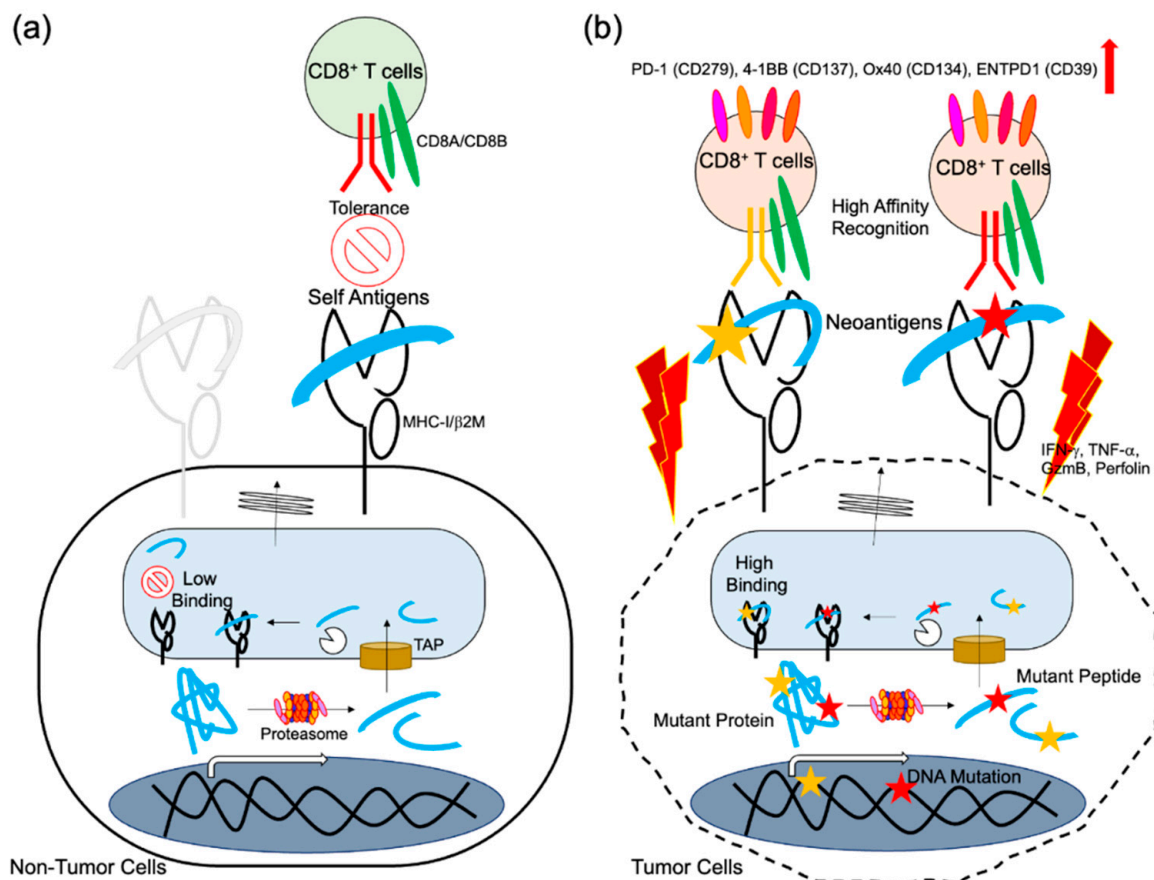 (a)
CD8⁺ T cells
CD8A/CD8B
Tolerance
Self Antigens
MHC-I/β2M
Low
Binding
TAP
Proteasome
Non-Tumor Cells
(b)
PD-1 (CD279), 4-1BB (CD137), Ox40 (CD134), ENTPD1 (CD39)
CD8⁺ T cells
CD8⁺ T cells
High Affinity
Recognition
Neoantigens
IFN-γ, TNF-α,
GzmB, Perfolin
High
Binding
Mutant Peptide
Mutant Protein
DNA Mutation
Tumor Cells